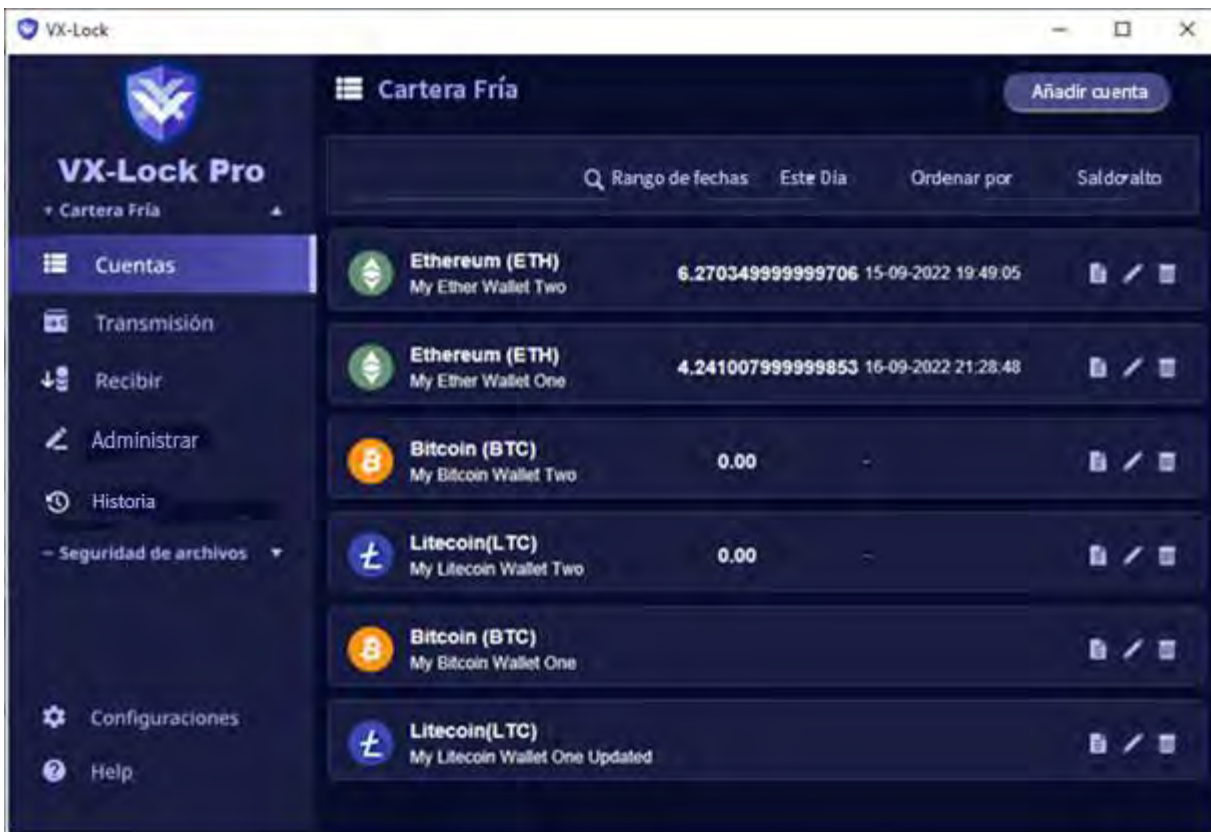 VX-Lock
VX-Lock Pro
Cartera Fría
Cuentas
Transmisión
Recibir
Administrar
Historia
Seguridad de archivos
Configuraciones
Help
Cartera Fría
Añadir cuenta
Rango de fechas Este Día Ordenar por Saldo alto
Ethereum (ETH)
My Ether Wallet Two
6.270349999999706 15-09-2022 19:49:05
Ethereum (ETH)
My Ether Wallet One
4.241007999999853 16-09-2022 21:28:48
Bitcoin (BTC)
My Bitcoin Wallet Two
0.00 -
Litecoin(LTC)
My Litecoin Wallet Two
0.00 -
Bitcoin (BTC)
My Bitcoin Wallet One
Litecoin(LTC)
My Litecoin Wallet One Updated